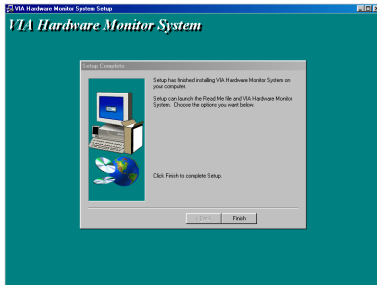 VIA Hardware Monitor System Setup
VIA Hardware Monitor System
Setup Complete
Setup has finished installing VIA Hardware Monitor System on
your computer.
Setup can launch the Read Me file and VIA Hardware Monitor
System. Choose the options you want below.
Click Finish to complete Setup.
< Back
Finish